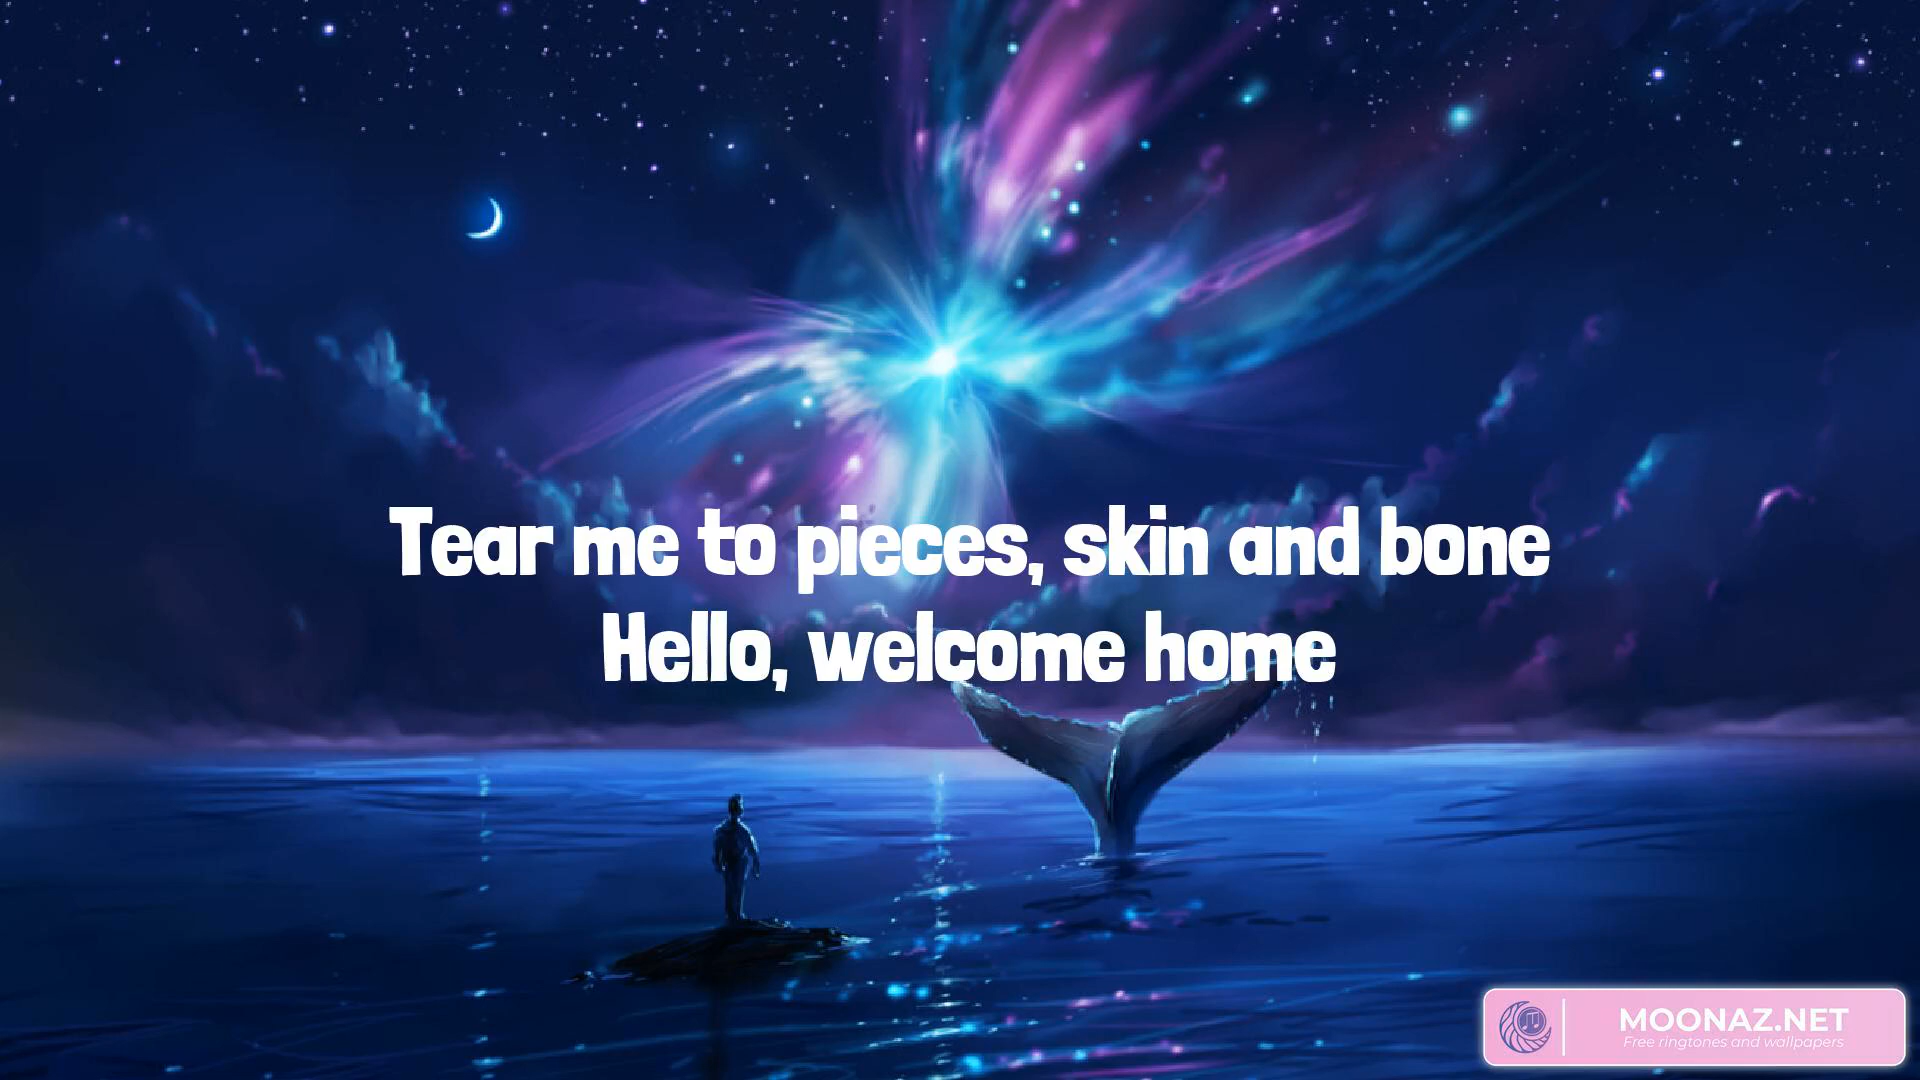 Tear me to pieces, skin and bone
Hello, welcome home
MOONAZ.NET
Free ringtones and wallpapers